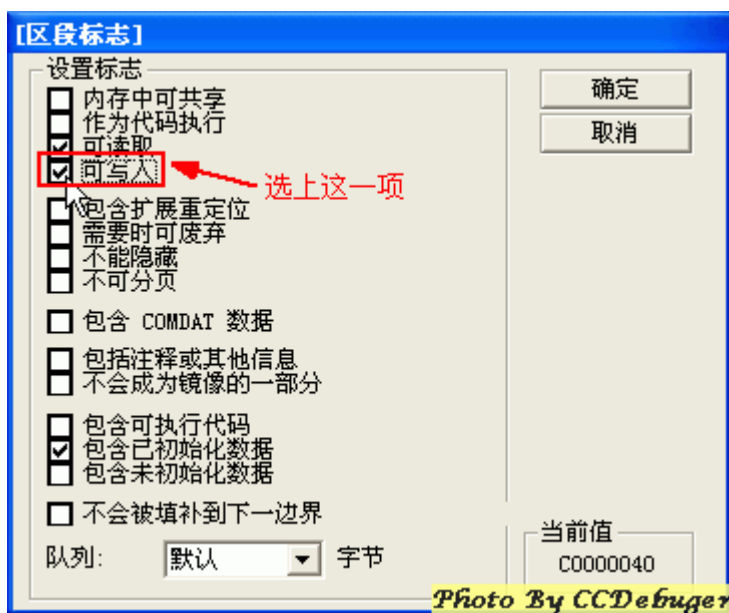 [区段标志]
设置标志
内存中可共享
作为代码执行
可读取
可写入
选上这一项
包含扩展重定位
需要时可废弃
不能隐藏
不可分页
包含 COMDAT 数据
包括注释或其他信息
不会成为镜像的一部分
包含可执行代码
包含已初始化数据
包含未初始化数据
不会被填补到下一边界
队列: 默认 字节
确定
取消
当前值
C0000040
Photo By CCDebuger